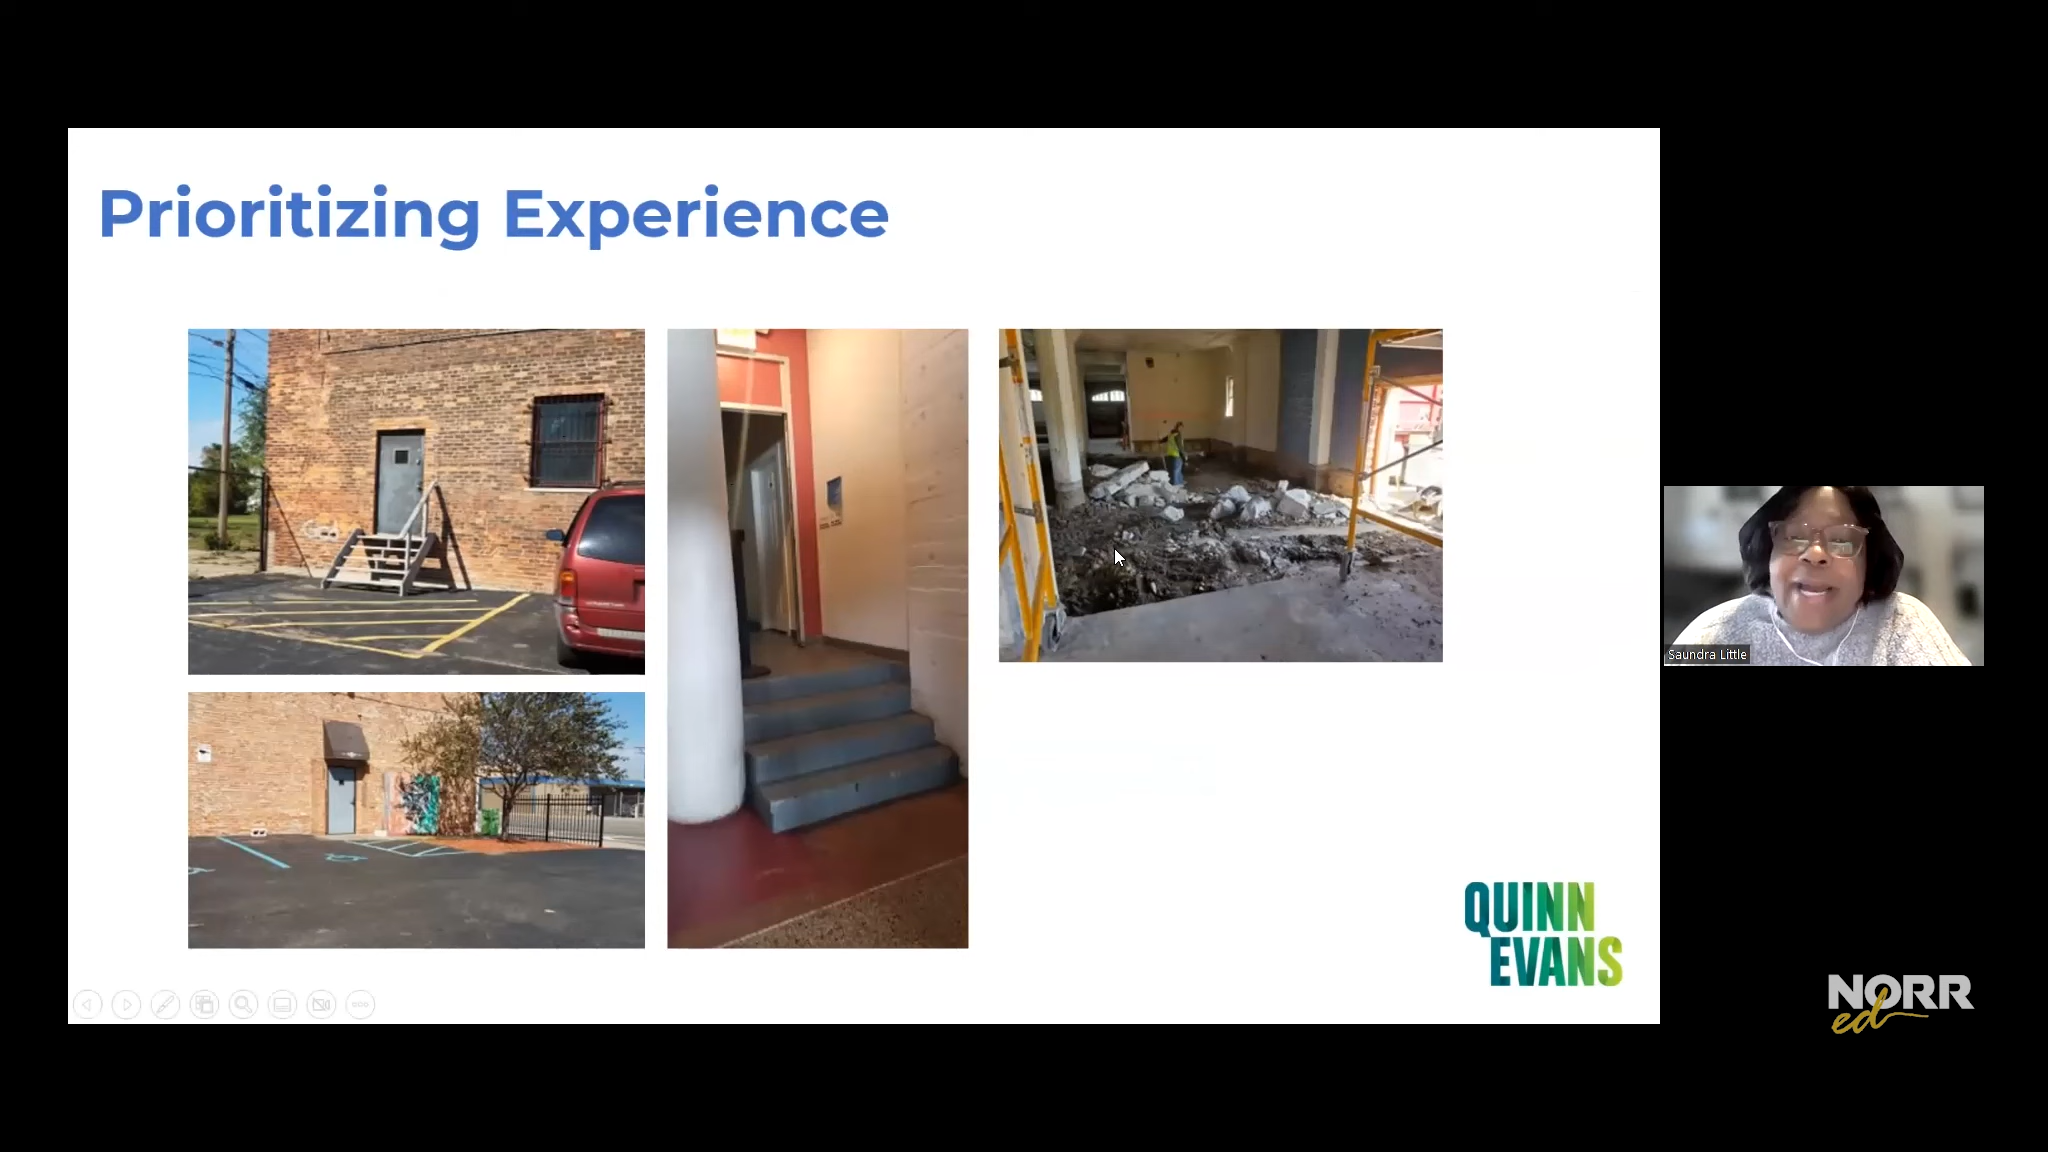 Prioritizing Experience
Saundra Little
QUINN
EVANS
NORR
ed